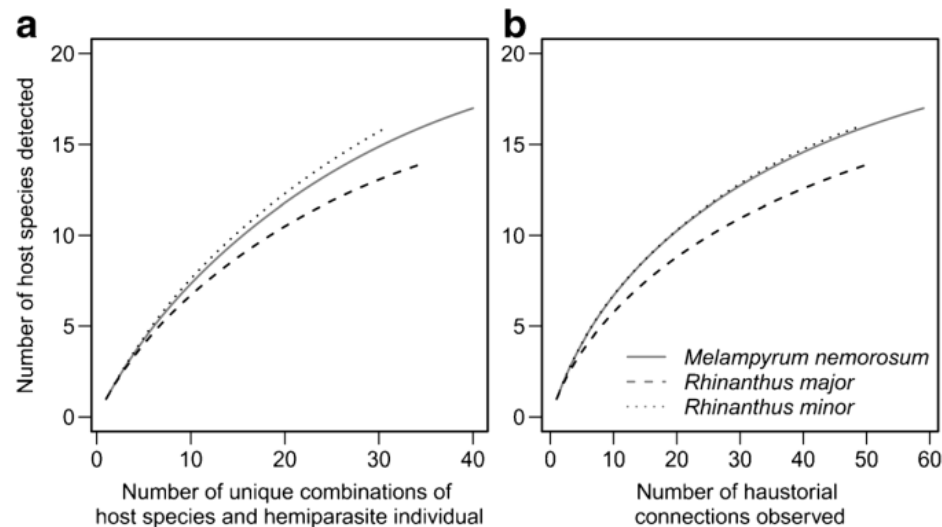 a
b
Number of host species detected
20
15
10
5
0
0 10 20 30 40
Number of unique combinations of
host species and hemiparasite individual
20
15
10
5
0
Melampyrum nemorosum
Rhinanthus major
Rhinanthus minor
0 10 20 30 40 50 60
Number of haustorial
connections observed